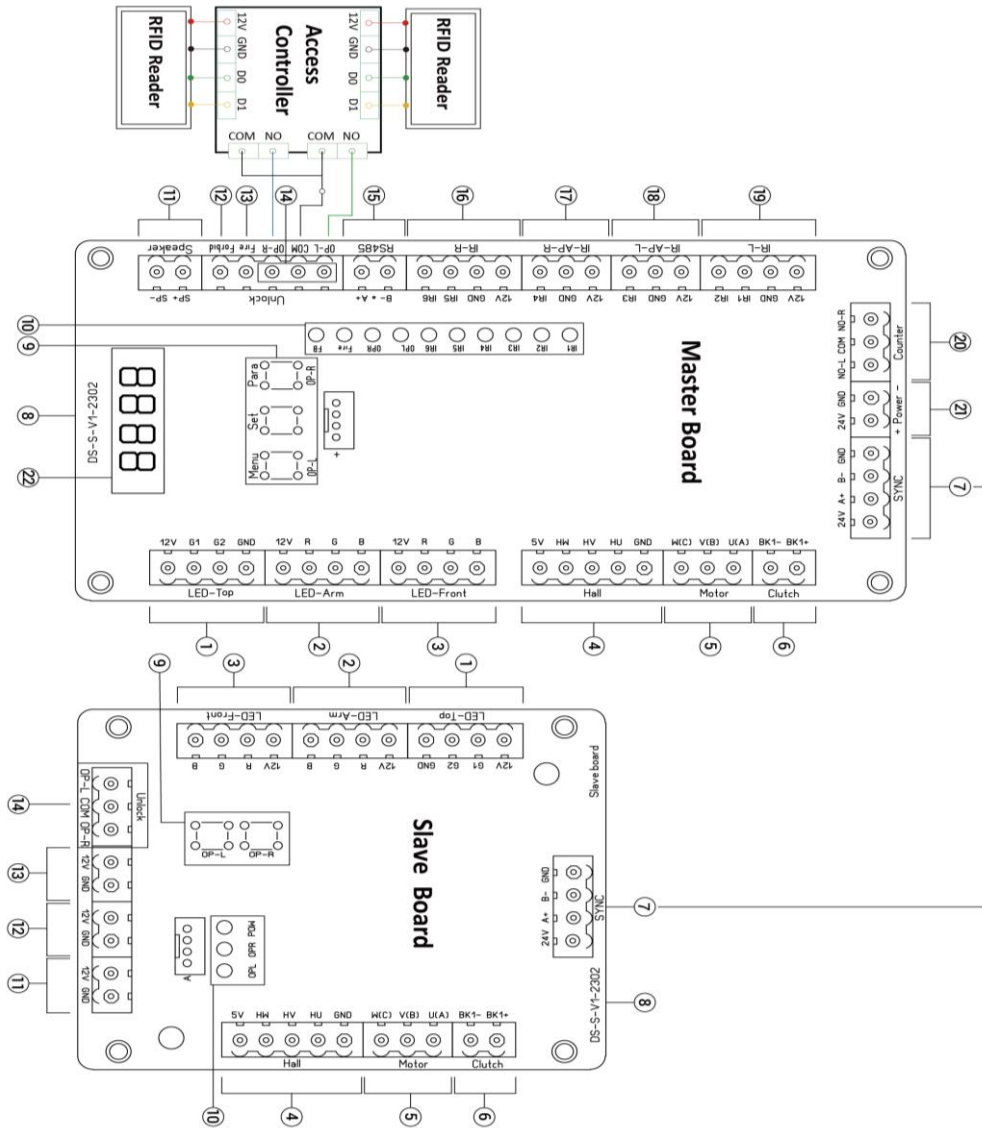 RFID Reader
12V GND D0 D1
Access
Controller
12V GND D0 D1
RFID Reader
COM NO COM NO
⑪ ⑫ ⑬ ⑭ ⑮ ⑯ ⑰ ⑱ ⑲
Speaker
Forbid Fire OP-R COM OP-L
RS485
IR-R
IR-AP-R
IR-AP-L
IR-L
SP- SP+
Unlock
A+ * B-
IR6 IR5 GND 12V
IR4 GND 12V
IR3 GND 12V
IR2 IR1 GND 12V
⑩
FB Fire OPR OPL IR6 IR5 IR4 IR3 IR2 IR1
⑨
Para Set Menu
OP-R OP-L
+
Master Board
⑧
DS-S-V1-2302
㉒
⑳
Counter
NO-R COM NO-L
㉑
- Power +
GND 24V
⑦
SYNC
GND B- A+ 24V
12V G1 G2 GND
12V R G B
12V R G B
5V HW HV HU GND
W(C) V(B) U(A)
BK1- BK1+
LED-Top
LED-Arm
LED-Front
Hall
Motor
Clutch
① ② ③ ④ ⑤ ⑥
⑨ ③ ② ①
LED-Front
LED-Arm
LED-Top
B G R 12V
B G R 12V
GND G2 G1 12V
Slave board
⑭
OP-L COM OP-R
Unlock
⑬
12V GND
⑫
12V GND
⑪
12V GND
OP-L OP-R
Slave Board
A
OPL OPR PGM
⑩
⑦
SYNC
GND B- A+ 24V
⑧
DS-S-V1-2302
5V HW HV HU GND
W(C) V(B) U(A)
BK1- BK1+
Hall
Motor
Clutch
④ ⑤ ⑥